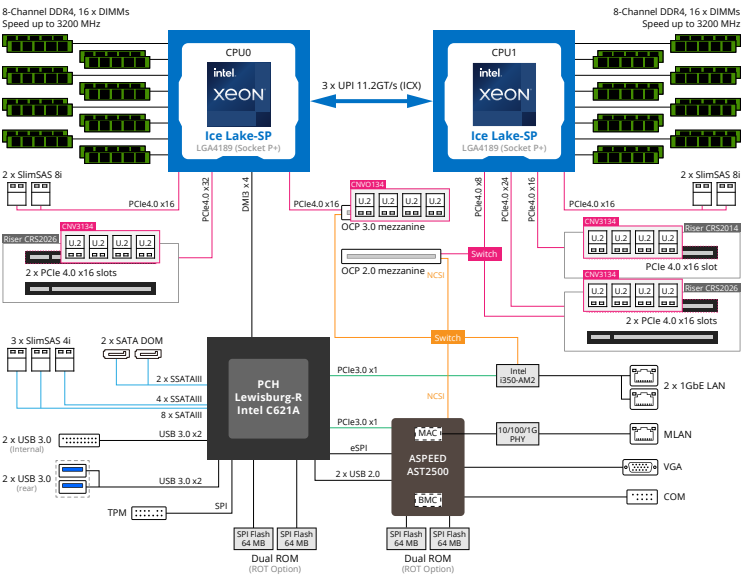 8-Channel DDR4, 16 x DIMMs
Speed up to 3200 MHz
8-Channel DDR4, 16 x DIMMs
Speed up to 3200 MHz
CPU0
intel.
XEON
Ice Lake-SP
LGA4189 (Socket P+)
3 x UPI 11.2GT/s (ICX)
CPU1
intel.
XEON
Ice Lake-SP
LGA4189 (Socket P+)
2 x SlimSAS 8i
PCIe4.0 x16
PCIe4.0 x32
DMI3 x 4
PCIe4.0 x16
CNVO134
U.2 U.2 U.2 U.2
OCP 3.0 mezzanine
OCP 2.0 mezzanine
NCSI
Switch
PCIe4.0 x8
PCIe4.0 x24
PCIe4.0 x16
PCIe4.0 x16
2 x SlimSAS 8i
CNV3134
Riser CRS2026
U.2 U.2 U.2 U.2
2 x PCIe 4.0 x16 slots
CNV3134
Riser CRS2014
U.2 U.2 U.2 U.2
PCIe 4.0 x16 slot
CNV3134
Riser CRS2026
U.2 U.2 U.2 U.2
2 x PCIe 4.0 x16 slots
Switch
3 x SlimSAS 4i
2 x SATA DOM
2 x SSATAIII
4 x SSATAIII
8 x SATAIII
PCH
Lewisburg-R
Intel C621A
PCIe3.0 x1
Intel
i350-AM2
2 x 1GbE LAN
NCSI
PCIe3.0 x1
eSPI
2 x USB 2.0
MAC
ASPEED
AST2500
BMC
10/100/1G
PHY
MLAN
VGA
COM
2 x USB 3.0
(internal)
USB 3.0 x2
2 x USB 3.0
(rear)
USB 3.0 x2
TPM
SPI
SPI Flash
64 MB
SPI Flash
64 MB
Dual ROM
(ROT Option)
SPI Flash
64 MB
SPI Flash
64 MB
Dual ROM
(ROT Option)